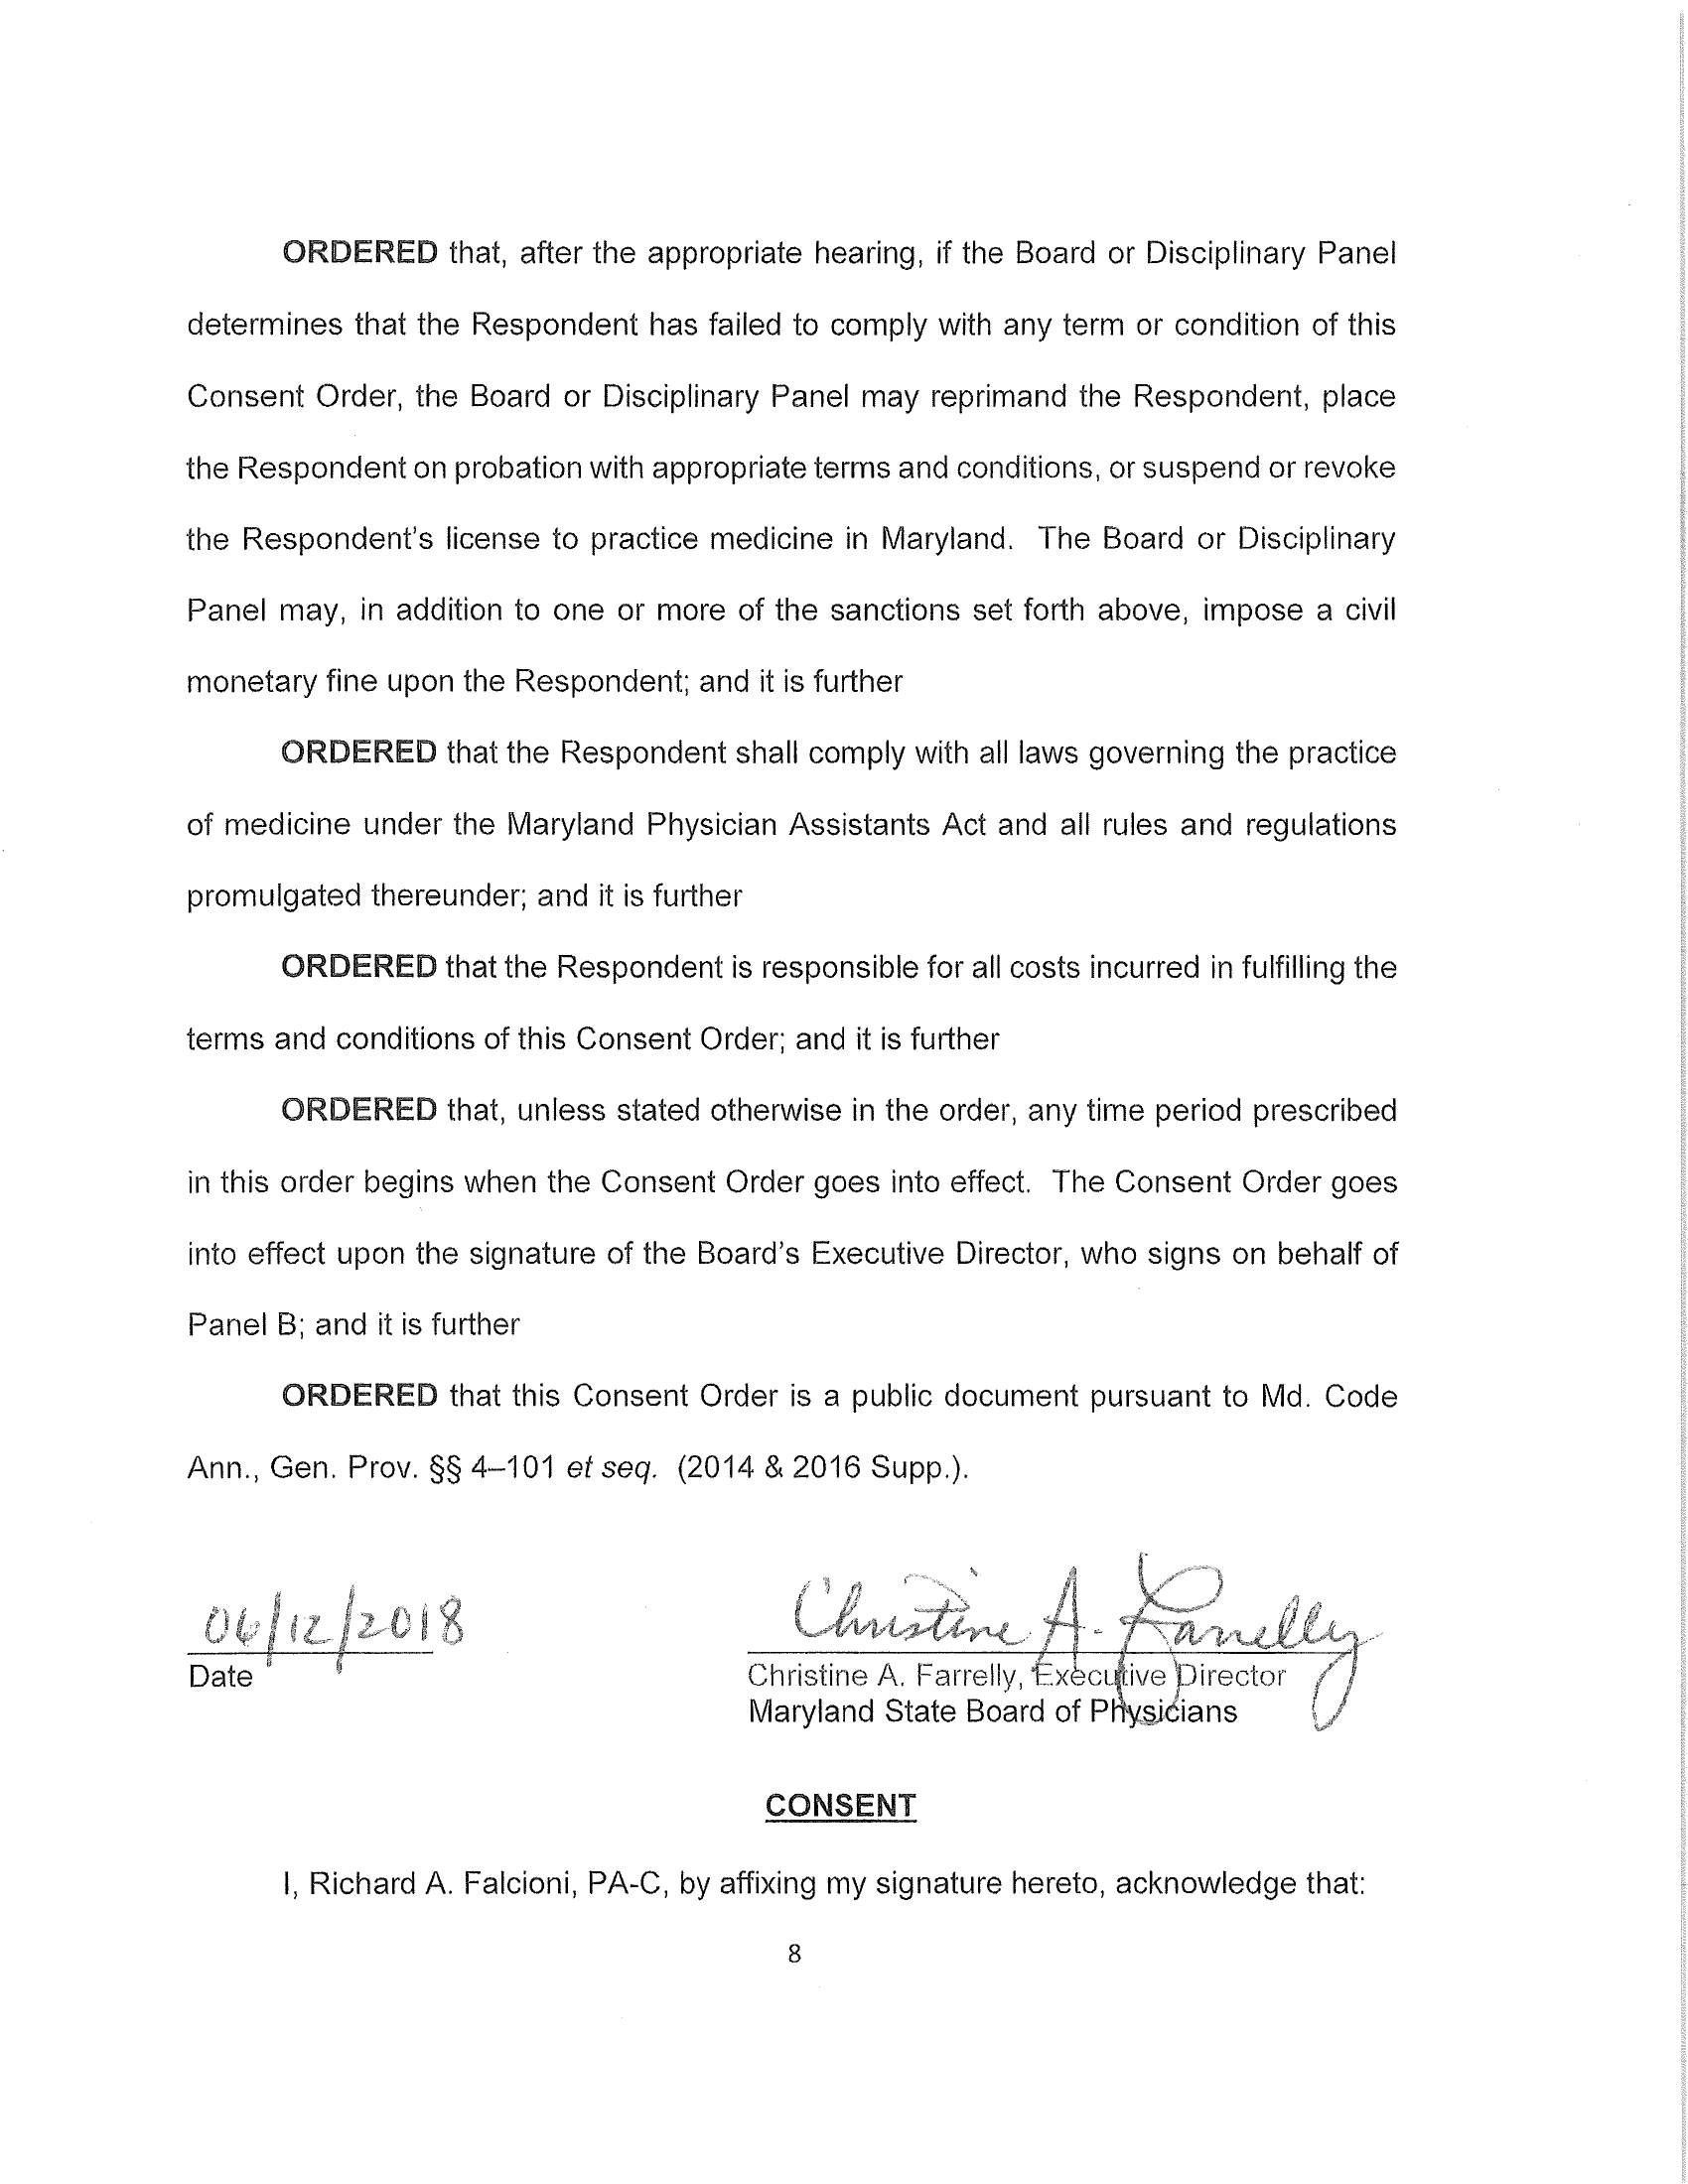 ORDERED that, after the appropriate hearing, if the Board or Disciplinary Panel
determines that the Respondent has failed to comply with any term or condition of this
Consent Order, the Board or Disciplinary Panel may reprimand the Respondent, place
the Respondent on probation with appropriate terms and conditions, or suspend or revoke
the Respondent's license to practice medicine in Maryland. The Board or Disciplinary
Panel may, in addition to one or more of the sanctions set forth above, impose a civil
monetary fine upon the Respondent; and it is further
ORDERED that the Respondent shall comply with all laws governing the practice
of medicine under the Maryland Physician Assistants Act and all rules and regulations
promulgated thereunder; and it is further
ORDERED that the Respondent is responsible for all costs incurred in fulfilling the
terms and conditions of this Consent Order; and it is further
ORDERED that, unless stated otherwise in the order, any time period prescribed
in this order begins when the Consent Order goes into effect. The Consent Order goes
into effect upon the signature of the Board's Executive Director, who signs on behalf of
Panel B; and it is further
ORDERED that this Consent Order is a public document pursuant to Md. Code
Ann., Gen. Prov. §§ 4–101 et seq. (2014 & 2016 Supp.).
06/12/2018 Christine A. Farrelly
Date Christine A. Farrelly, Executive Director
Maryland State Board of Physicians
CONSENT
I, Richard A. Falcioni, PA-C, by affixing my signature hereto, acknowledge that:
8